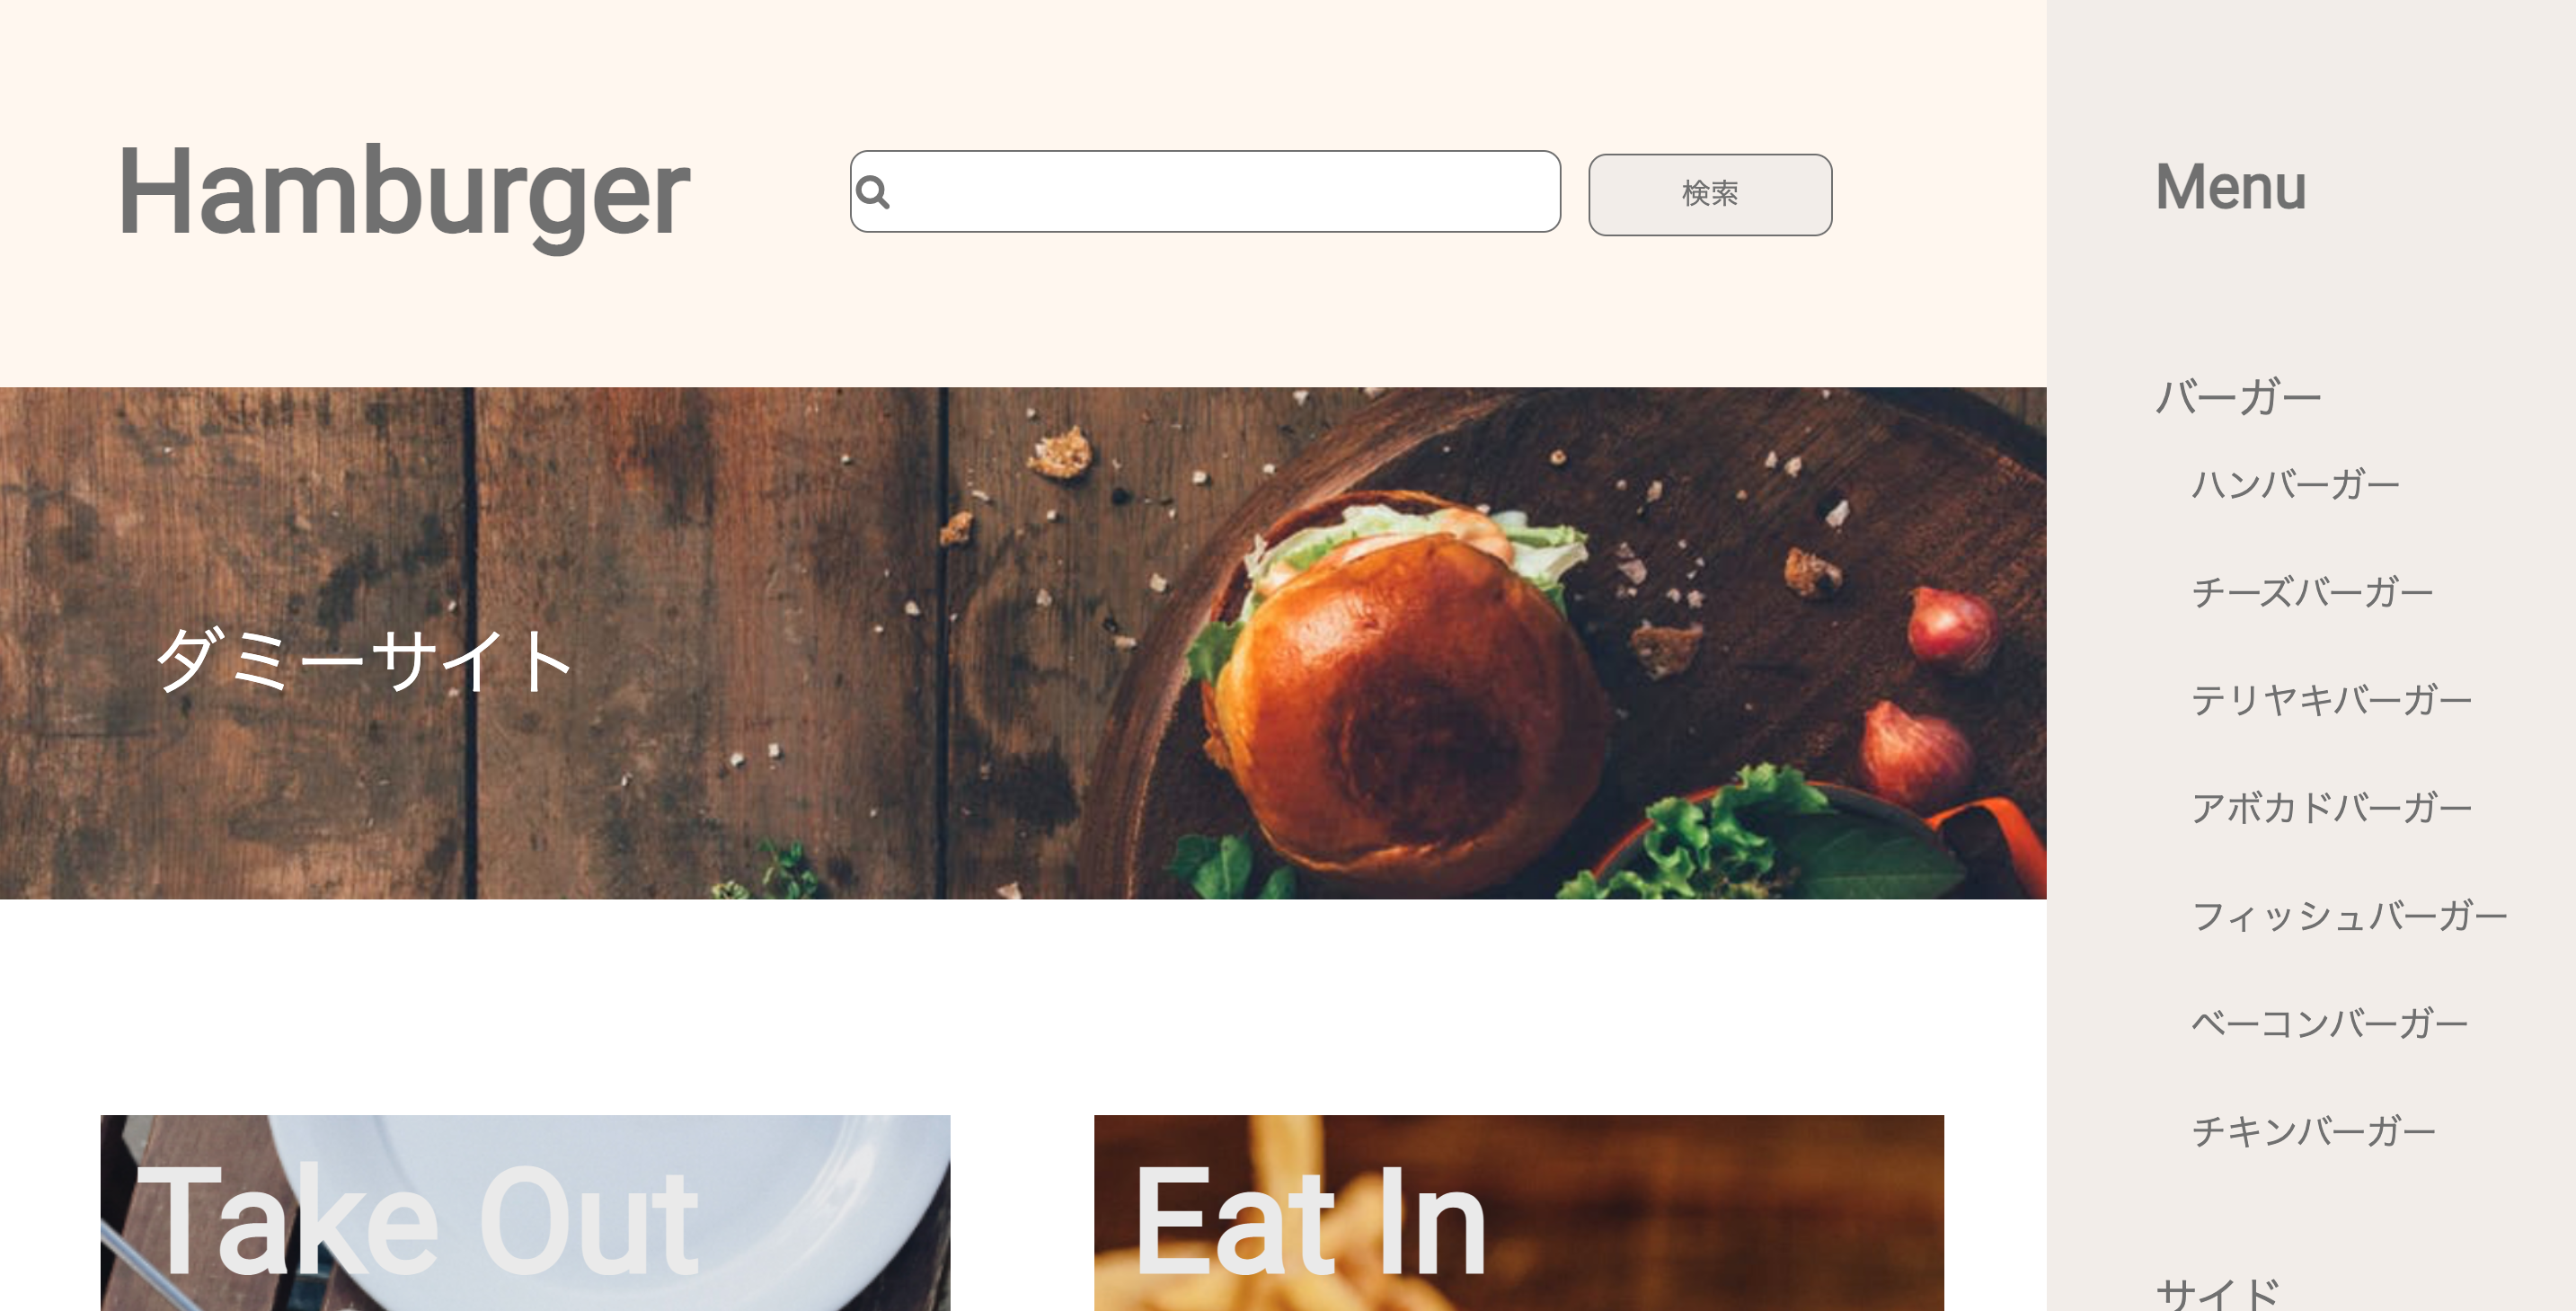 Hamburger
検索
ダミーサイト
Take Out
Eat In
Menu
バーガー
ハンバーガー
チーズバーガー
テリヤキバーガー
アボカドバーガー
フィッシュバーガー
ベーコンバーガー
チキンバーガー
サイド